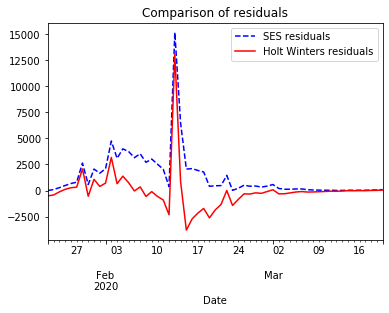 Comparison of residuals
SES residuals
Holt Winters residuals
15000
12500
10000
7500
5000
2500
0
−2500
27 03 10 17 24 02 09 16
Feb Mar
2020
Date